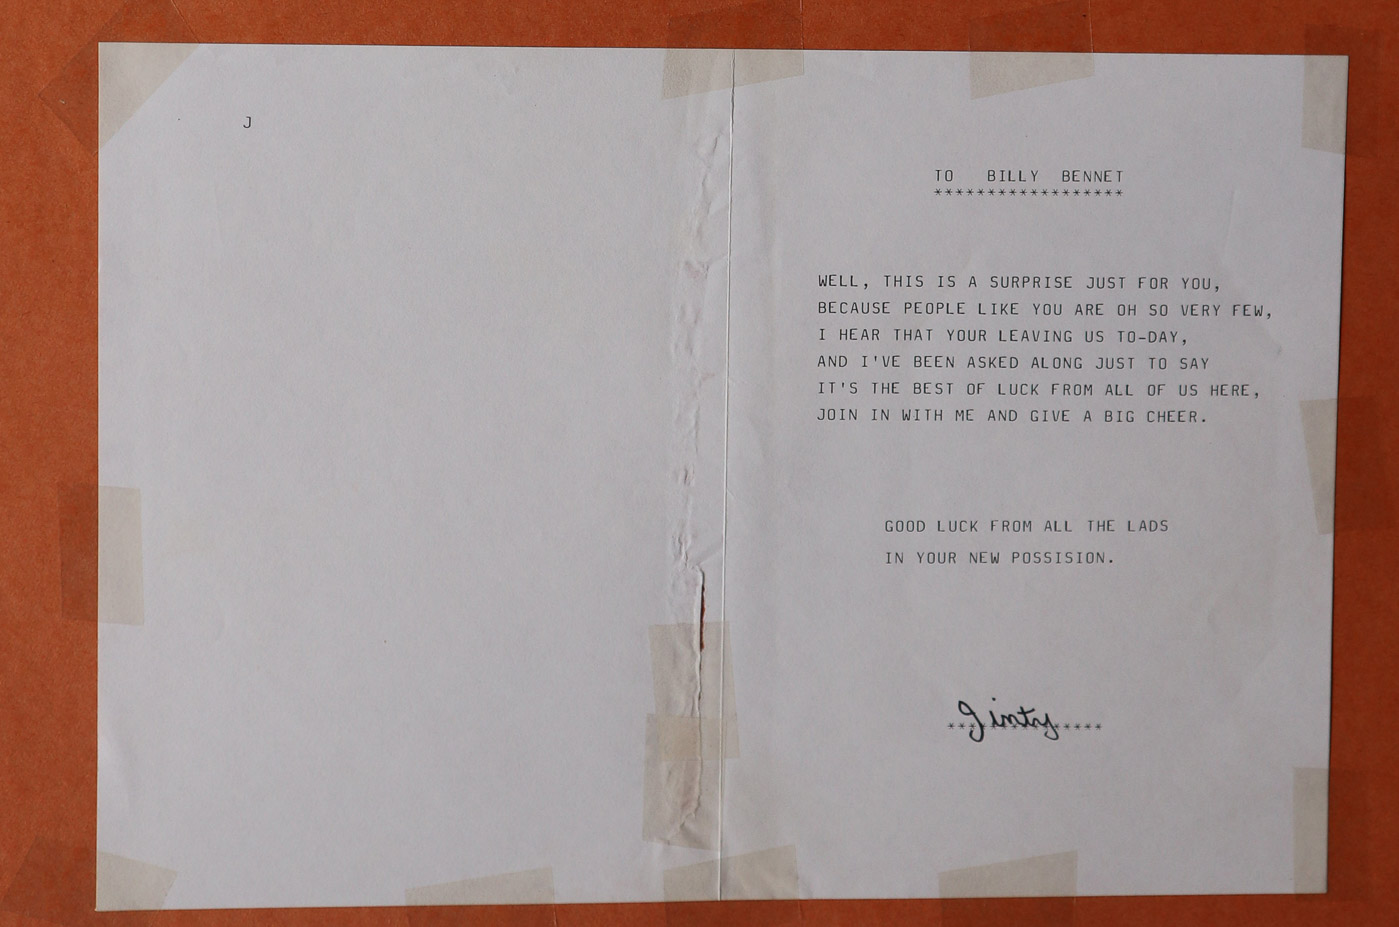 J
TO BILLY BENNET
******************
WELL, THIS IS A SURPRISE JUST FOR YOU,
BECAUSE PEOPLE LIKE YOU ARE OH SO VERY FEW,
I HEAR THAT YOUR LEAVING US TO-DAY,
AND I'VE BEEN ASKED ALONG JUST TO SAY
IT'S THE BEST OF LUCK FROM ALL OF US HERE,
JOIN IN WITH ME AND GIVE A BIG CHEER.
GOOD LUCK FROM ALL THE LADS
IN YOUR NEW POSSISION.
Ginty